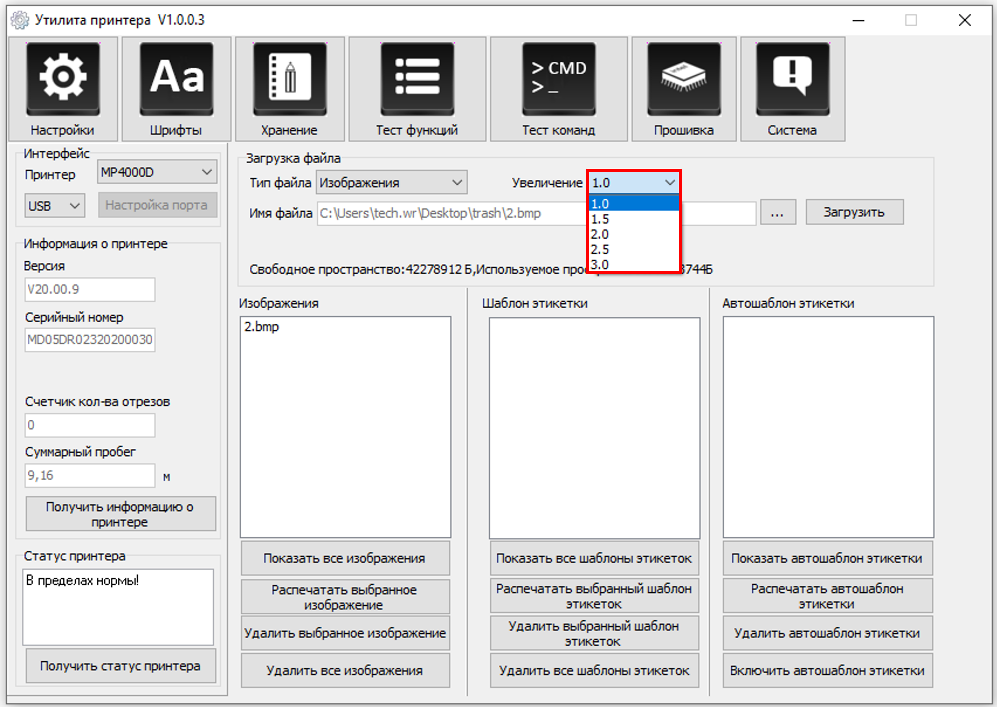 Утилита принтера V1.0.0.3
Aa
> CMD
> _
Настройки
Шрифты
Хранение
Тест функций
Тест команд
Прошивка
Система
Интерфейс
Принтер
MP4000D
USB
Настройка порта
Информация о принтере
Версия
V20.00.9
Серийный номер
MD05DR02320200030
Счетчик кол-ва отрезов
0
Суммарный пробег
9,16 м
Получить информацию о
принтере
Статус принтера
В пределах нормы!
Получить статус принтера
Загрузка файла
Тип файла Изображения
Увеличение 1.0
1.0
1.5
2.0
2.5
3.0
Имя файла C:\Users\tech.wr\Desktop\trash\2.bmp
...
Загрузить
Свободное пространство:42278912 Б,Используемое 3744Б
Изображения
2.bmp
Показать все изображения
Распечатать выбранное
изображение
Удалить выбранное изображение
Удалить все изображения
Шаблон этикетки
Показать все шаблоны этикеток
Распечатать выбранный шаблон
этикеток
Удалить выбранный шаблон
этикеток
Удалить все шаблоны этикеток
Автошаблон этикетки
Показать автошаблон этикетки
Распечатать автошаблон
этикетки
Удалить автошаблон этикетки
Включить автошаблон этикетки